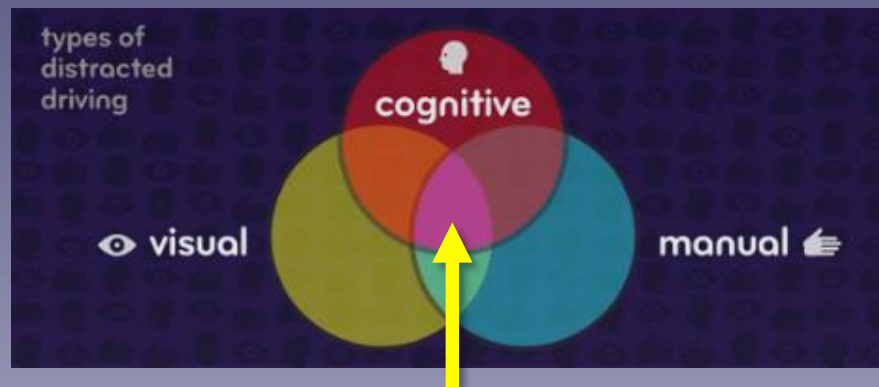 types of
distracted
driving
cognitive
visual
manual